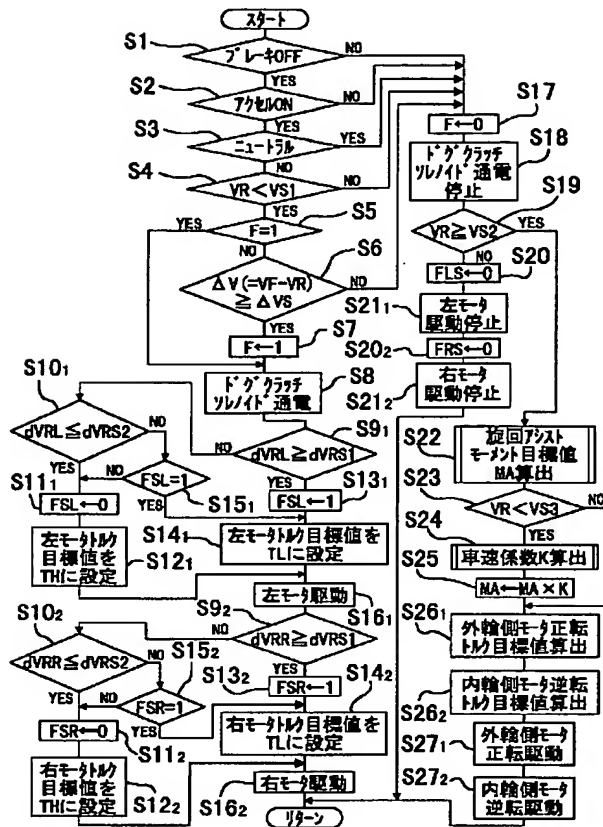 スタート
S1
ブレーキOFF
NO
YES
S2
アクセルON
NO
YES
S3
ニュートラル
YES
NO
S4
VR<VS1
NO
YES
S5
YES
F=1
NO
S6
ΔV(=VF-VR)
≧ΔVS
NO
YES
S7
F←1
S8
ドグクラッチ
ソレノイド通電
S9₁
dVRL≧dVRS1
NO
YES
S10₁
dVRL≦dVRS2
NO
YES
S11₁
FSL←0
NO
FSL=1
S15₁
YES
S13₁
FSL←1
左モータトルク
目標値を
THに設定
S12₁
S14₁
左モータトルク目標値を
TLに設定
左モータ駆動
S16₁
S9₂
dVRR≧dVRS1
NO
YES
S10₂
dVRR≦dVRS2
NO
YES
S15₂
NO
FSR=1
YES
S13₂
FSR←1
S14₂
FSR←0
S11₂
右モータトルク目標値を
TLに設定
右モータトルク
目標値を
THに設定
S12₂
S16₂
右モータ駆動
リターン
S17
F←0
S18
ドグクラッチ
ソレノイド通電
停止
S19
VR≧VS2
YES
NO
S20
FLS←0
S21₁
左モータ
駆動停止
S20₂
FRS←0
S21₂
右モータ
駆動停止
S22
旋回アシスト
モーメント目標値
MA算出
S23
VR<VS3
NO
YES
S24
車速係数K算出
S25
MA←MA×K
S26₁
外輪側モータ正転
トルク目標値算出
S26₂
内輪側モータ逆転
トルク目標値算出
S27₁
外輪側モータ
正転駆動
S27₂
内輪側モータ
逆転駆動